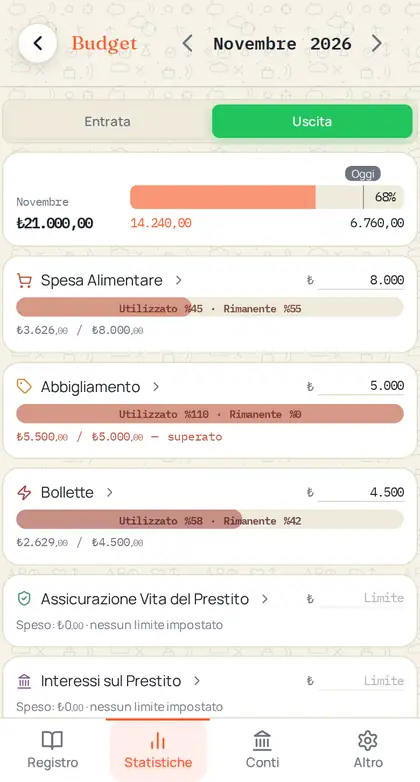 Budget
Novembre 2026
Entrata
Uscita
Oggi
Novembre
68%
₺21.000,00
14.240,00
6.760,00
Spesa Alimentare
₺ 8.000
Utilizzato %45 · Rimanente %55
₺3.626,00 / ₺8.000,00
Abbigliamento
₺ 5.000
Utilizzato %110 · Rimanente %0
₺5.500,00 / ₺5.000,00 — superato
Bollette
₺ 4.500
Utilizzato %58 · Rimanente %42
₺2.629,00 / ₺4.500,00
Assicurazione Vita del Prestito
₺ Limite
Speso: ₺0,00 · nessun limite impostato
Interessi sul Prestito
₺ Limite
Speso: ₺0,00 · nessun limite impostato
Registro
Statistiche
Conti
Altro